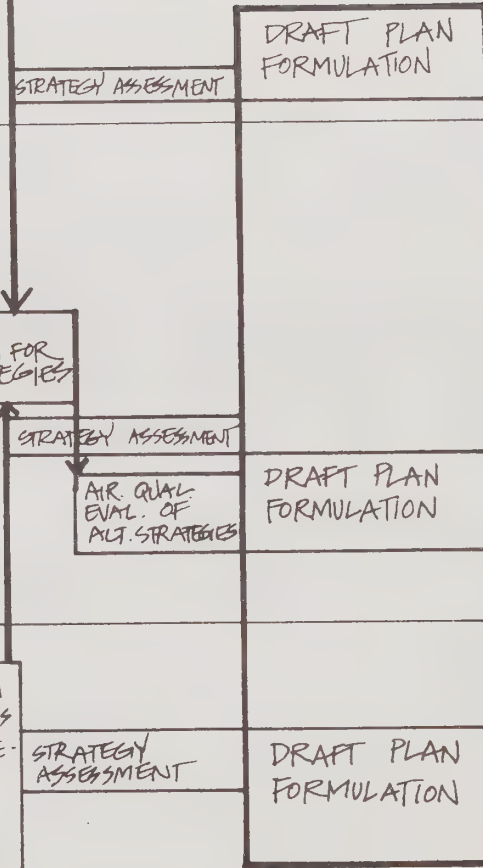 DRAFT PLAN
FORMULATION
STRATEGY ASSESSMENT
FOR
STRATEGY ASSESSMENT
AIR. QUAL.
EVAL. OF
ALT. STRATEGIES
DRAFT PLAN
FORMULATION
STRATEGY
ASSESSMENT
DRAFT PLAN
FORMULATION